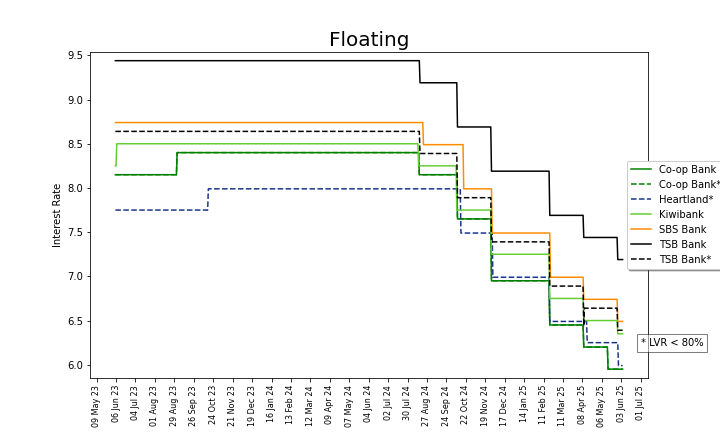 Floating
Interest Rate
9.5
9.0
8.5
8.0
7.5
7.0
6.5
6.0
09 May 23
06 Jun 23
04 Jul 23
01 Aug 23
29 Aug 23
26 Sep 23
24 Oct 23
21 Nov 23
19 Dec 23
16 Jan 24
13 Feb 24
12 Mar 24
09 Apr 24
07 May 24
04 Jun 24
02 Jul 24
30 Jul 24
27 Aug 24
24 Sep 24
22 Oct 24
19 Nov 24
17 Dec 24
14 Jan 25
11 Feb 25
11 Mar 25
08 Apr 25
06 May 25
03 Jun 25
01 Jul 25
Co-op Bank
Co-op Bank*
Heartland*
Kiwibank
SBS Bank
TSB Bank
TSB Bank*
* LVR < 80%